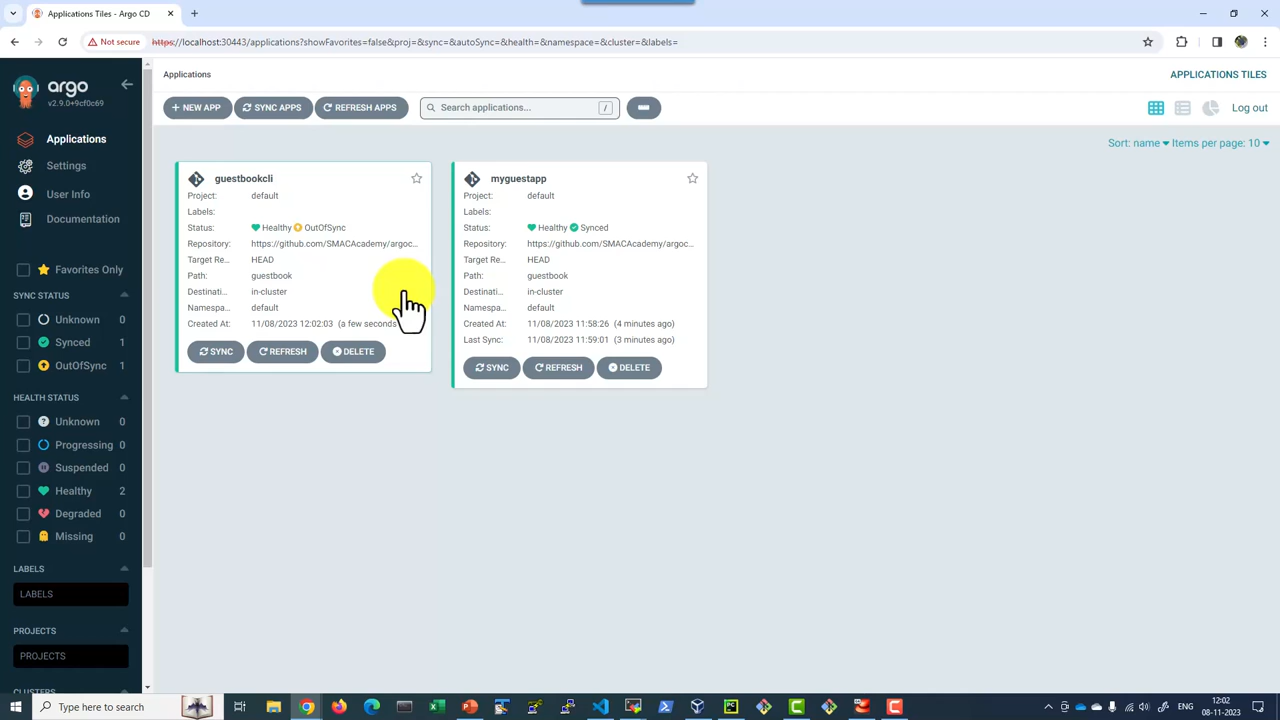 Applications Tiles - Argo CD
Not secure
https://localhost:30443/applications?showFavorites=false&proj=&sync=&autoSync=&health=&namespace=&cluster=&labels=
argo
v2.9.0+9cf0c69
Applications
Settings
User Info
Documentation
Favorites Only
SYNC STATUS
Unknown 0
Synced 1
OutOfSync 1
HEALTH STATUS
Unknown 0
Progressing 0
Suspended 0
Healthy 2
Degraded 0
Missing 0
LABELS
LABELS
PROJECTS
PROJECTS
CLUSTERS
Applications
APPLICATIONS TILES
+ NEW APP
SYNC APPS
REFRESH APPS
Search applications...
/
Log out
Sort: name
Items per page: 10
guestbookcli
Project: default
Labels:
Status: Healthy OutOfSync
Repository: https://github.com/SMACAcademy/argoc...
Target Re... HEAD
Path: guestbook
Destinati... in-cluster
Namespa... default
Created At: 11/08/2023 12:02:03 (a few seconds
SYNC
REFRESH
DELETE
myguestapp
Project: default
Labels:
Status: Healthy Synced
Repository: https://github.com/SMACAcademy/argoc...
Target Re... HEAD
Path: guestbook
Destinati... in-cluster
Namespa... default
Created At: 11/08/2023 11:58:26 (4 minutes ago)
Last Sync: 11/08/2023 11:59:01 (3 minutes ago)
SYNC
REFRESH
DELETE
Type here to search
ENG
12:02
08-11-2023